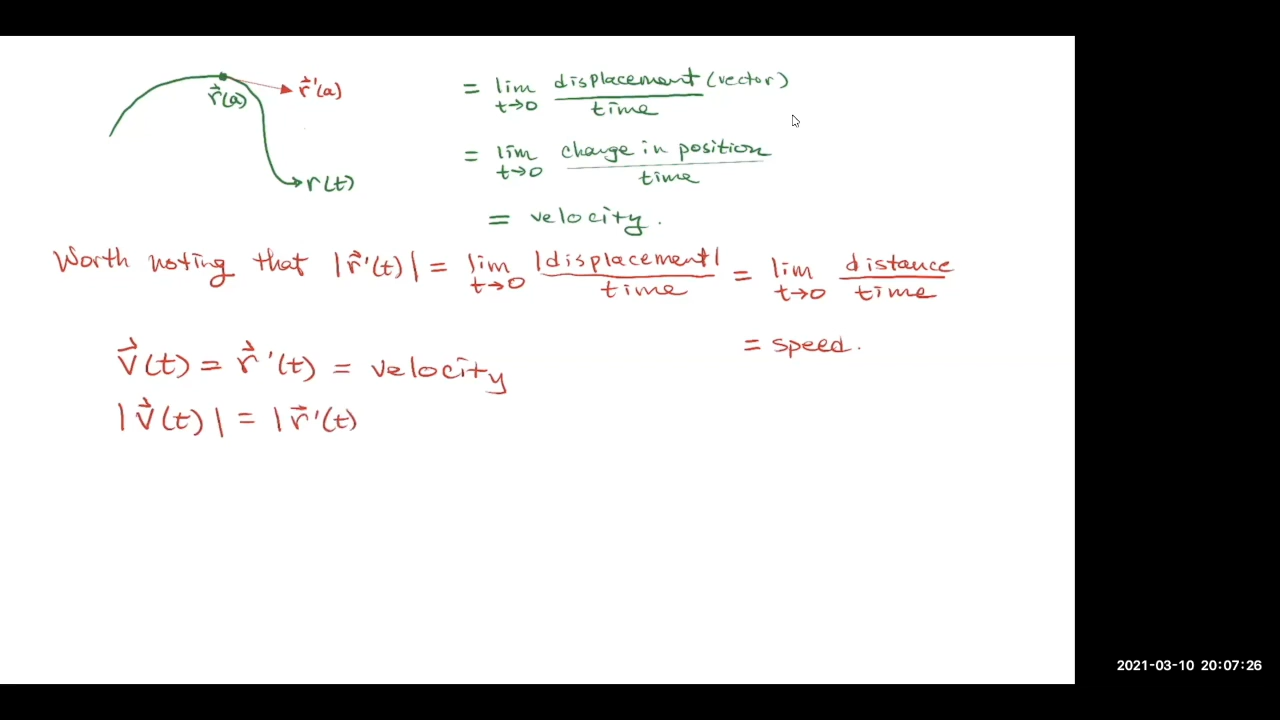 r⃗(a)
r⃗'(a)
r(t)
= lim t→0 displacement (vector) / time
= lim t→0 change in position / time
= velocity.
Worth noting that |r⃗'(t)| = lim t→0 |displacement| / time = lim t→0 distance / time
= speed.
v⃗(t) = r⃗'(t) = velocity
|v⃗(t)| = |r⃗'(t)
2021-03-10 20:07:26